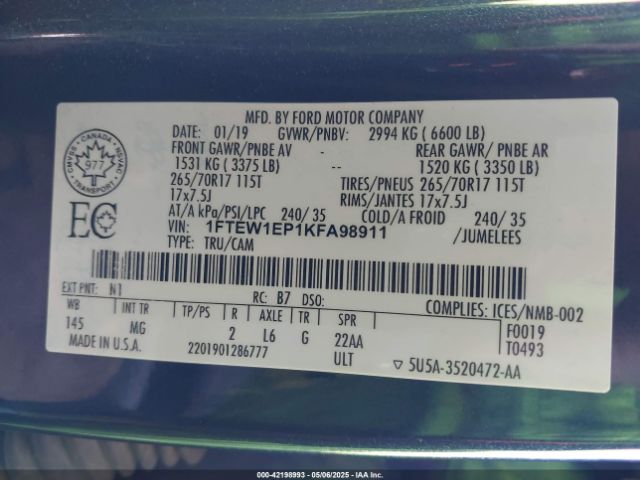 MFD. BY FORD MOTOR COMPANY
DATE: 01/19 GVWR/PNBV: 2994 KG ( 6600 LB)
FRONT GAWR/PNBE AV - REAR GAWR/ PNBE AR
1531 KG ( 3375 LB) -- 1520 KG ( 3350 LB)
265/70R17 115T TIRES/PNEUS 265/70R17 115T
17x7.5J RIMS/JANTES 17x7.5J
AT/A kPa/PSI/LPC 240/ 35 COLD/A FROID 240/ 35
VIN: 1FTEW1EP1KFA98911 /JUMELEES
TYPE: TRU/CAM
CANADA
CMVSS NSVAC
977
TRANSPORT
EC
EXT PNT: N1 RC: B7 DSO: COMPLIES: ICES/NMB-002
WB INT TR TP/PS R AXLE TR SPR F0019
145 MG 2 L6 G 22AA T0493
MADE IN U.S.A. 2201901286777 ULT ▽ 5U5A-3520472-AA
000-42198993 - 05/06/2025 - IAA Inc.